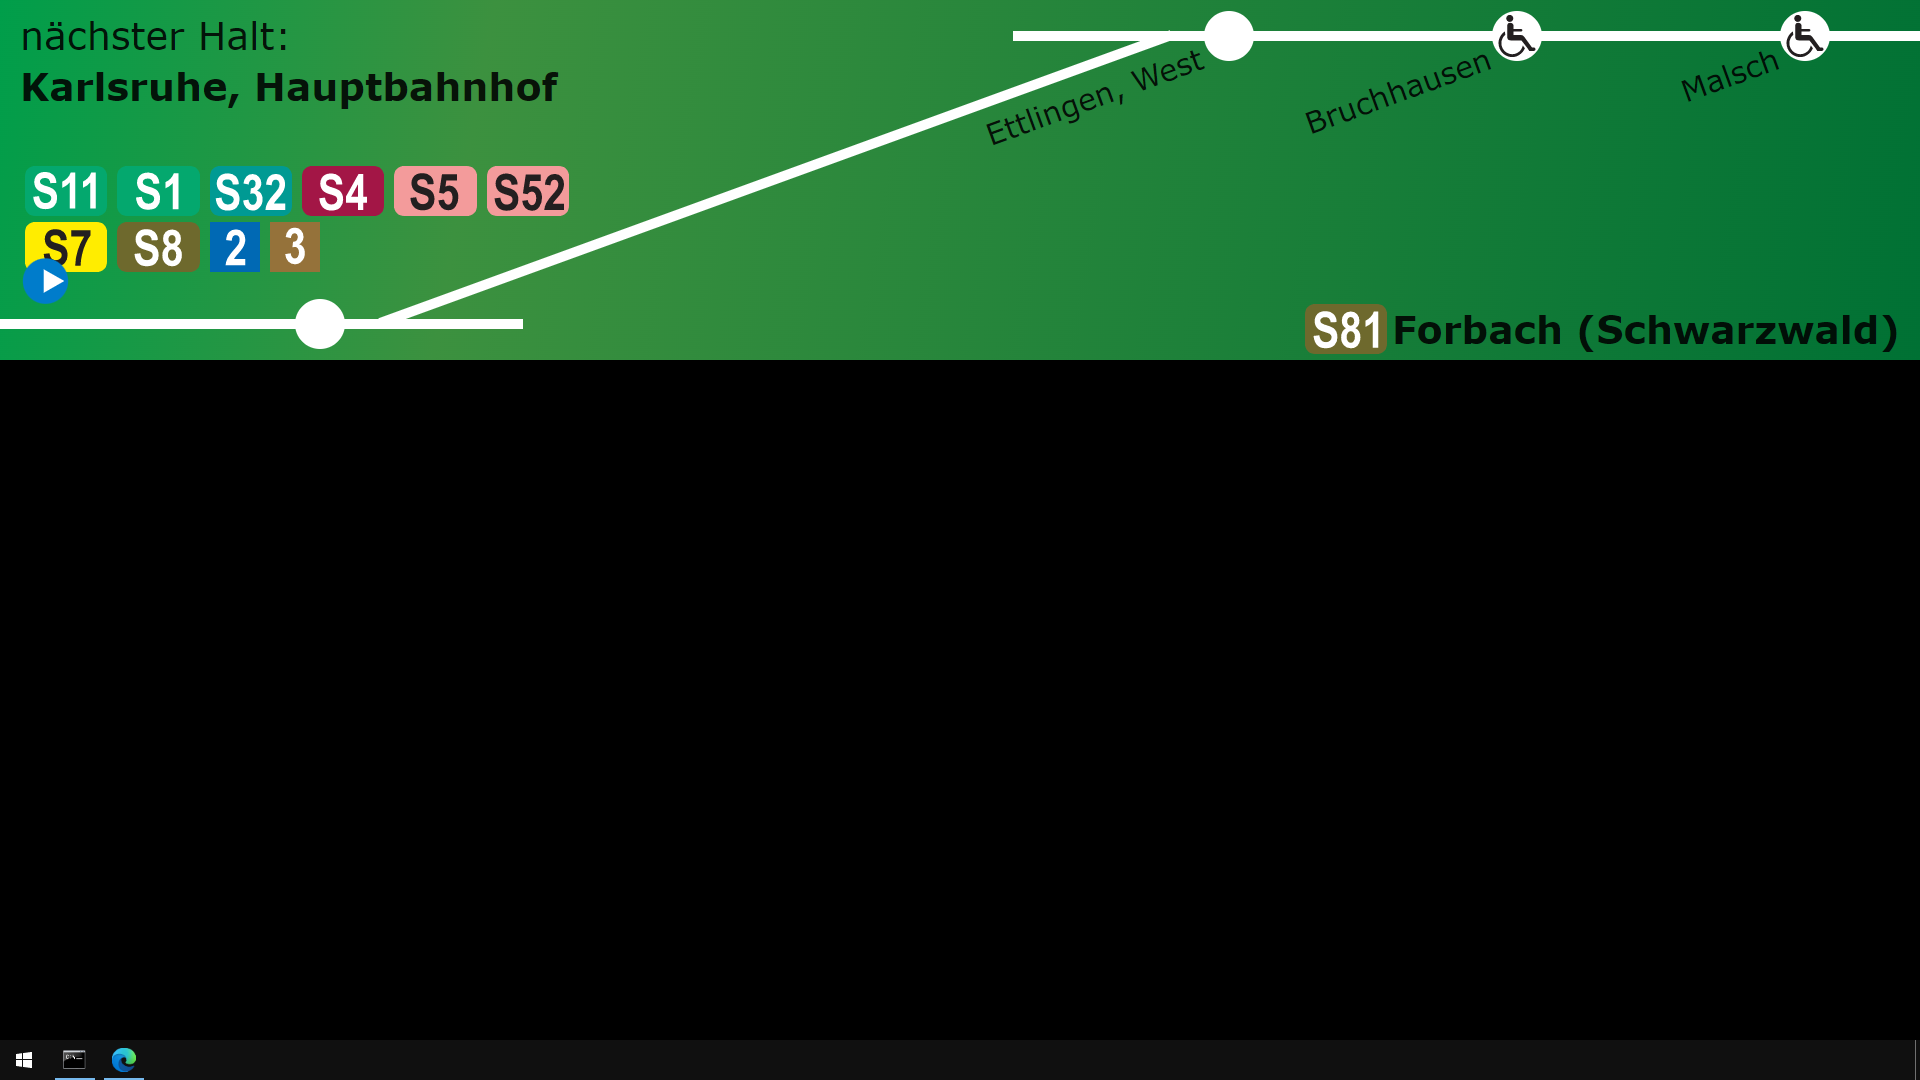 nächster Halt:
Karlsruhe, Hauptbahnhof
Ettlingen, West
Bruchhausen
Malsch
S11 S1 S32 S4 S5 S52
S7 S8 2 3
S81 Forbach (Schwarzwald)